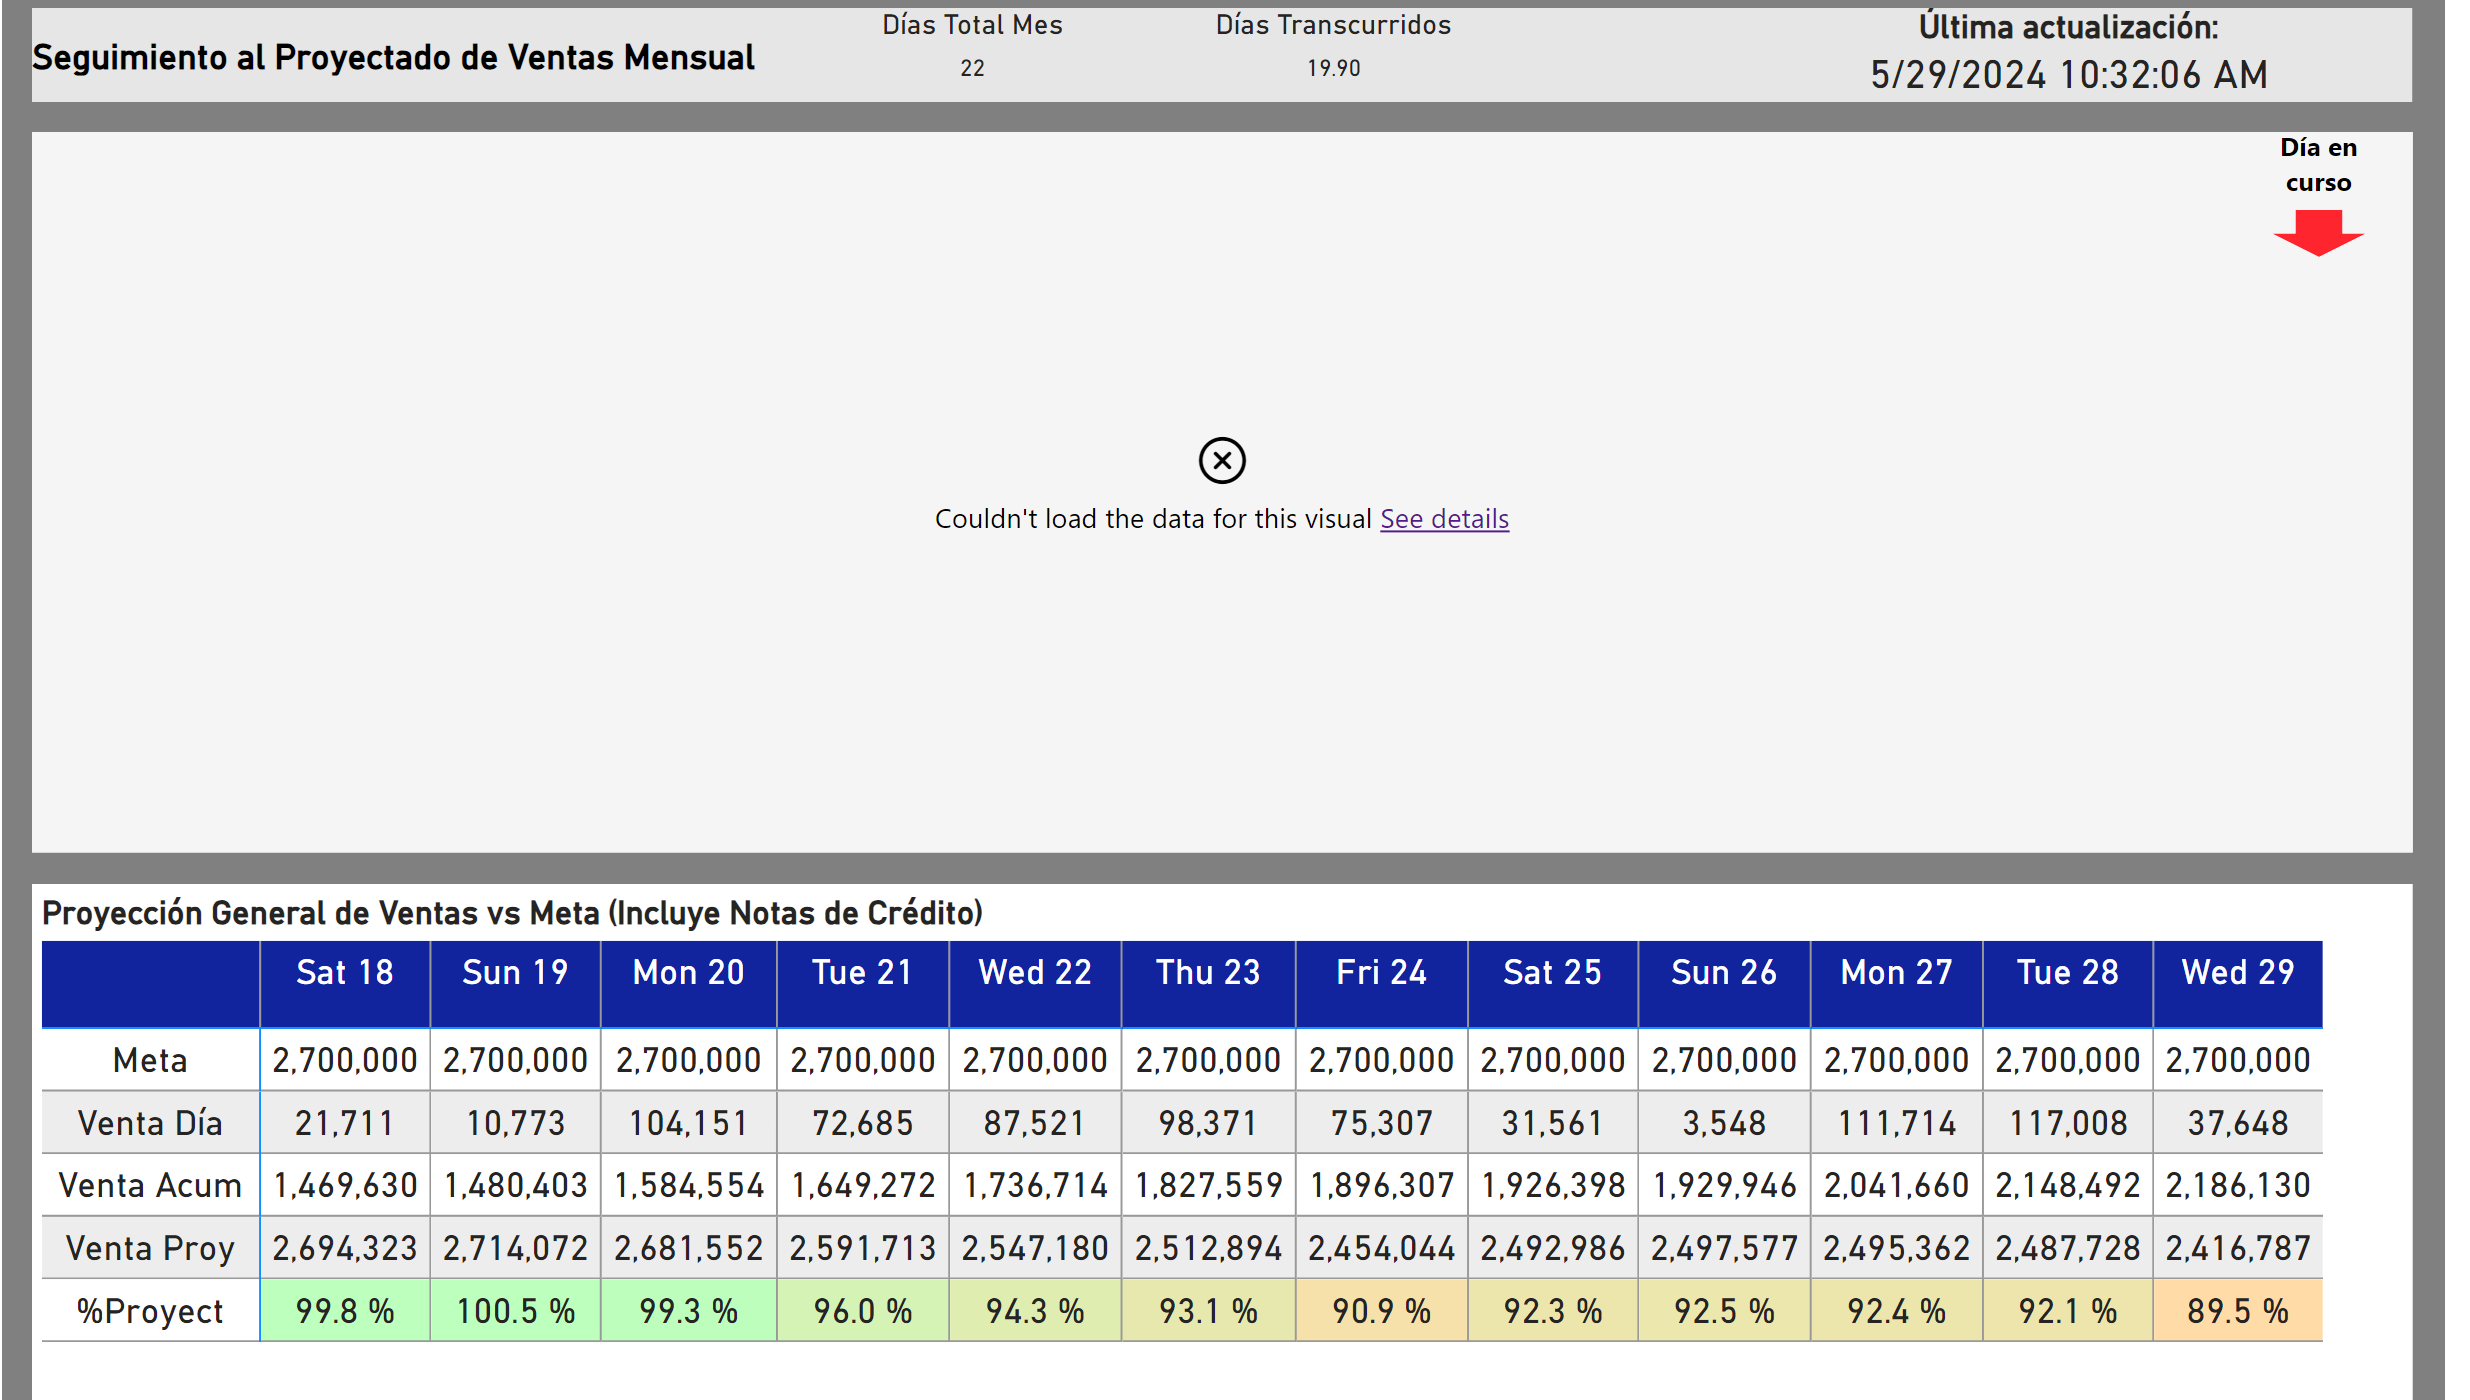 Seguimiento al Proyectado de Ventas Mensual
Días Total Mes
22
Días Transcurridos
19.90
Última actualización:
5/29/2024 10:32:06 AM
Día en
curso
Couldn't load the data for this visual See details
Proyección General de Ventas vs Meta (Incluye Notas de Crédito)
Sat 18 Sun 19 Mon 20 Tue 21 Wed 22 Thu 23 Fri 24 Sat 25 Sun 26 Mon 27 Tue 28 Wed 29
Meta 2,700,000 2,700,000 2,700,000 2,700,000 2,700,000 2,700,000 2,700,000 2,700,000 2,700,000 2,700,000 2,700,000 2,700,000
Venta Día 21,711 10,773 104,151 72,685 87,521 98,371 75,307 31,561 3,548 111,714 117,008 37,648
Venta Acum 1,469,630 1,480,403 1,584,554 1,649,272 1,736,714 1,827,559 1,896,307 1,926,398 1,929,946 2,041,660 2,148,492 2,186,130
Venta Proy 2,694,323 2,714,072 2,681,552 2,591,713 2,547,180 2,512,894 2,454,044 2,492,986 2,497,577 2,495,362 2,487,728 2,416,787
%Proyect 99.8 % 100.5 % 99.3 % 96.0 % 94.3 % 93.1 % 90.9 % 92.3 % 92.5 % 92.4 % 92.1 % 89.5 %